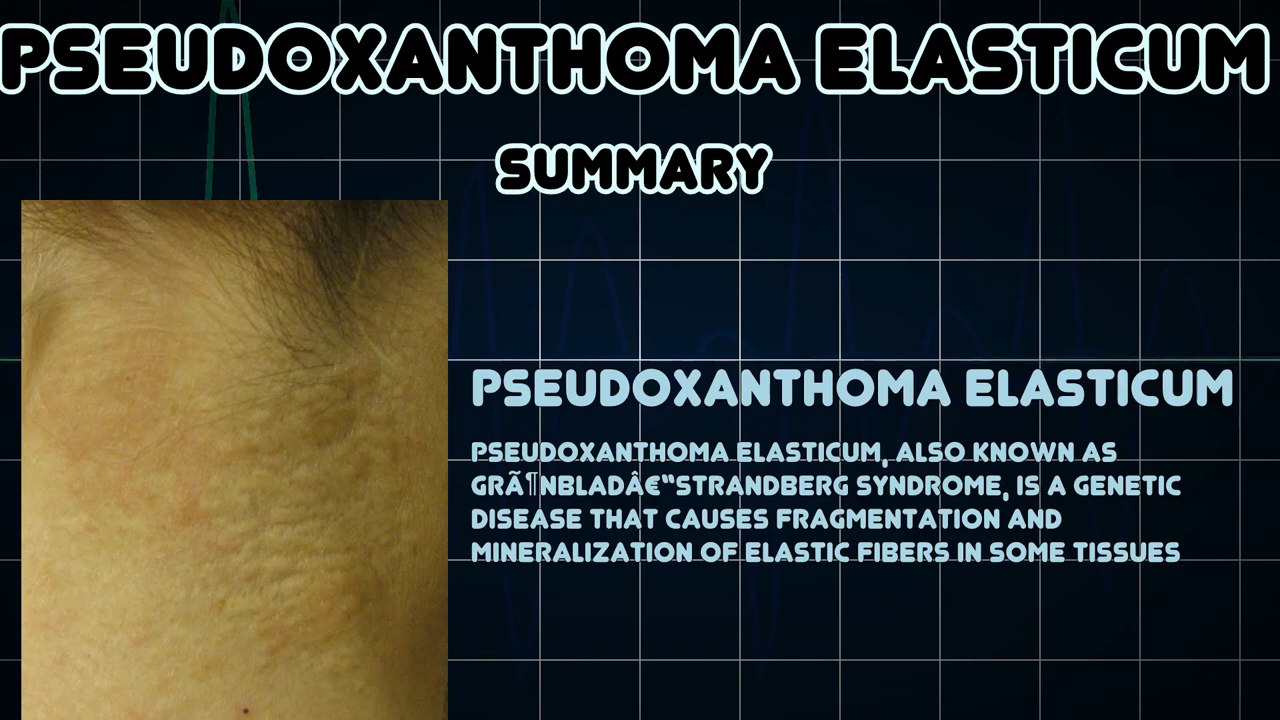 PSEUDOXANTHOMA ELASTICUM
SUMMARY
PSEUDOXANTHOMA ELASTICUM
PSEUDOXANTHOMA ELASTICUM, ALSO KNOWN AS
GRÃ¶NBLADÂ€“STRANDBERG SYNDROME, IS A GENETIC
DISEASE THAT CAUSES FRAGMENTATION AND
MINERALIZATION OF ELASTIC FIBERS IN SOME TISSUES